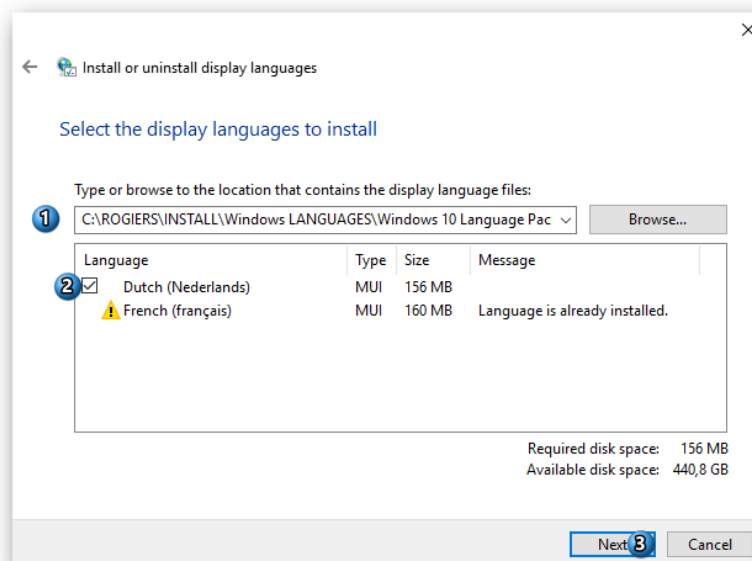 Install or uninstall display languages
Select the display languages to install
Type or browse to the location that contains the display language files:
1 C:\ROGIERS\INSTALL\Windows LANGUAGES\Windows 10 Language Pac Browse...
Language Type Size Message
2 Dutch (Nederlands) MUI 156 MB
French (français) MUI 160 MB Language is already installed.
Required disk space: 156 MB
Available disk space: 440,8 GB
Next 3 Cancel